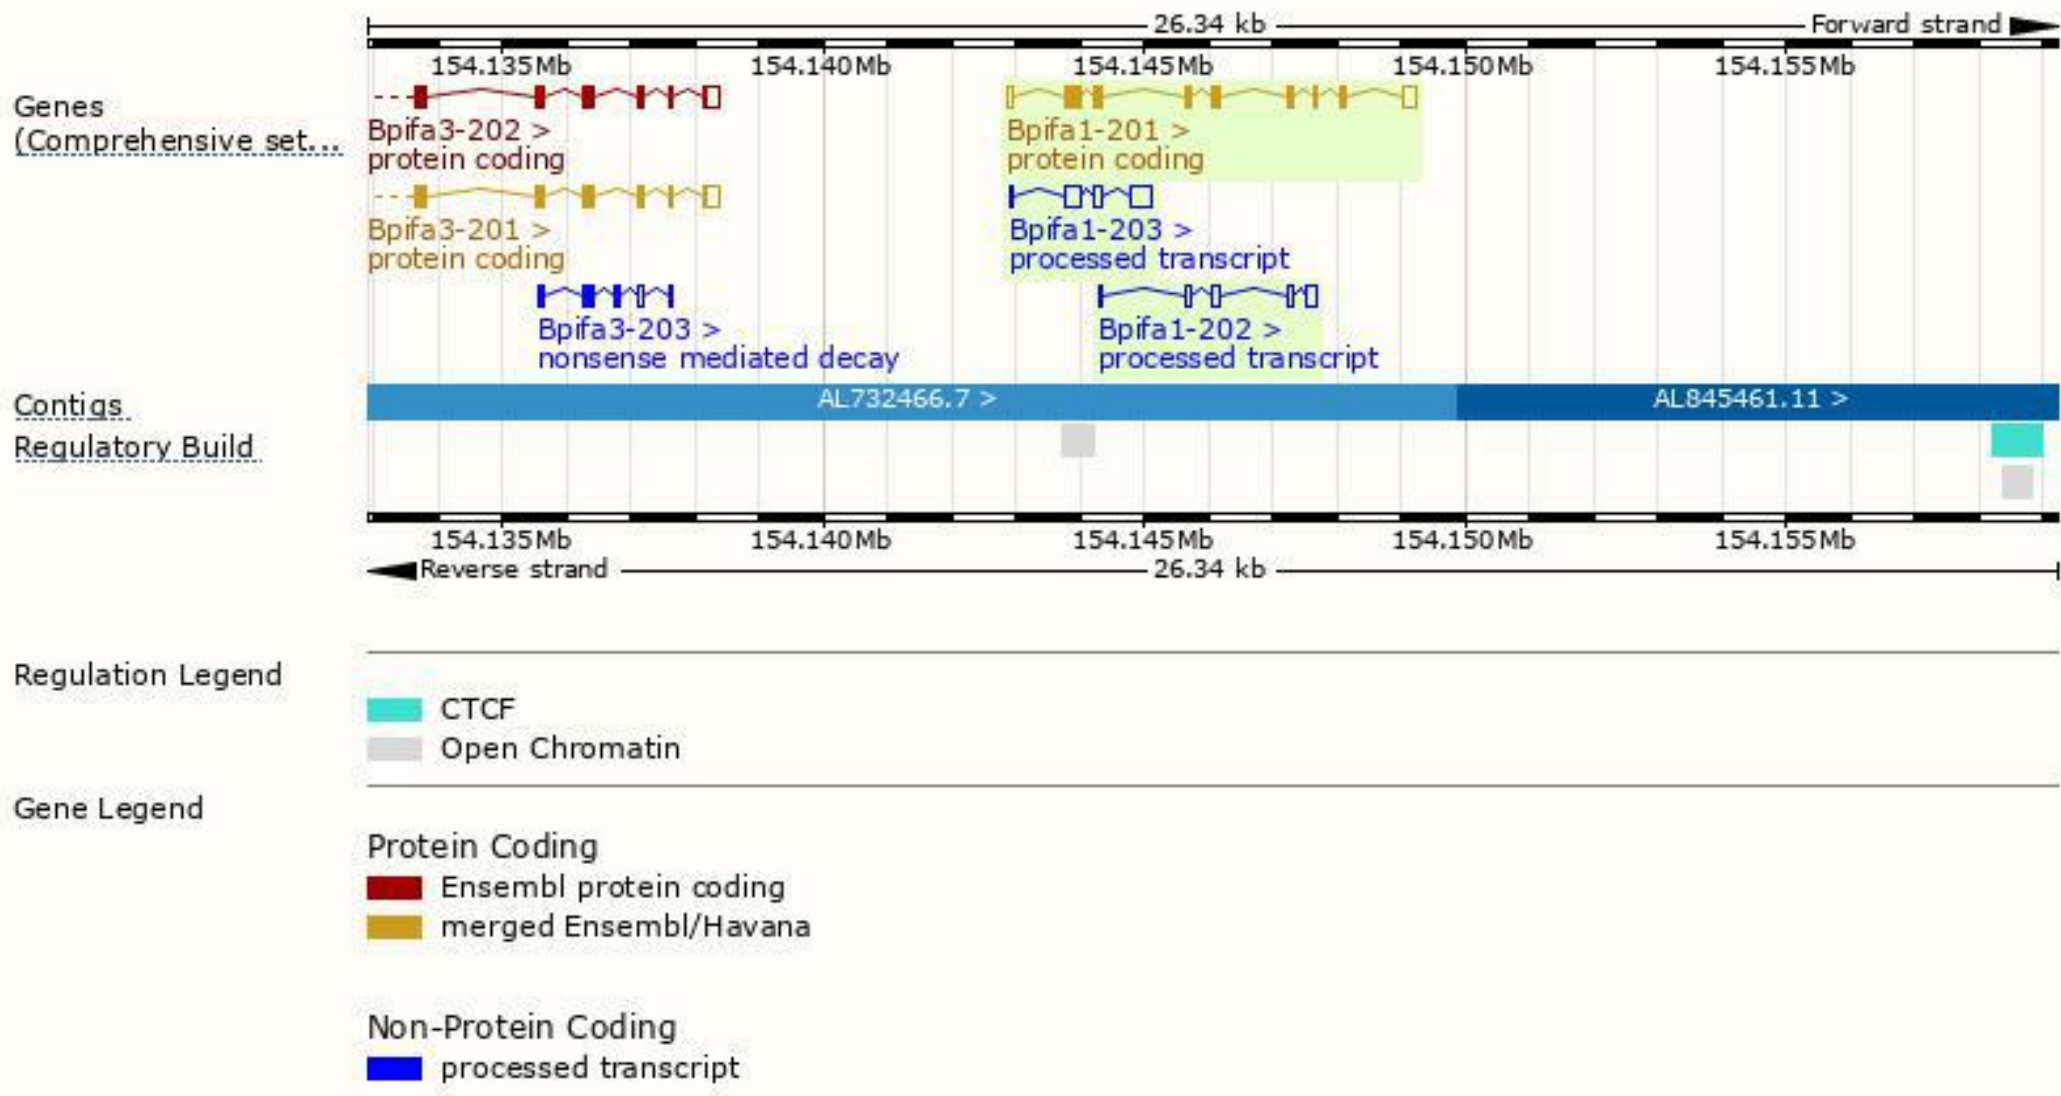 26.34 kb Forward strand
154.135Mb 154.140Mb 154.145Mb 154.150Mb 154.155Mb
Genes
(Comprehensive set...
Bpifa3-202 > Bpifa1-201 >
protein coding protein coding
Bpifa3-201 > Bpifa1-203 >
protein coding processed transcript
Bpifa3-203 > Bpifa1-202 >
nonsense mediated decay processed transcript
Contigs AL732466.7 > AL845461.11 >
Regulatory Build
154.135Mb 154.140Mb 154.145Mb 154.150Mb 154.155Mb
Reverse strand 26.34 kb
Regulation Legend
CTCF
Open Chromatin
Gene Legend
Protein Coding
Ensembl protein coding
merged Ensembl/Havana
Non-Protein Coding
processed transcript